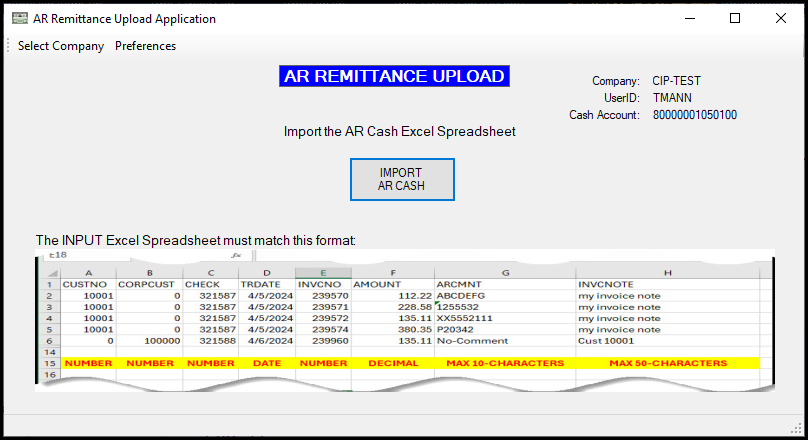 AR Remittance Upload Application
Select Company Preferences
AR REMITTANCE UPLOAD
Company: CIP-TEST
UserID: TMANN
Cash Account: 80000001050100
Import the AR Cash Excel Spreadsheet
IMPORT
AR CASH
The INPUT Excel Spreadsheet must match this format:
E18 fx
A B C D E F G H
1 CUSTNO CORPCUST CHECK TRDATE INVCNO AMOUNT ARCMNT INVCNOTE
2 10001 0 321587 4/5/2024 239570 112.22 ABCDEFG my invoice note
3 10001 0 321587 4/5/2024 239571 228.58 1255532 my invoice note
4 10001 0 321587 4/5/2024 239572 135.11 XX5552111 my invoice note
5 10001 0 321587 4/5/2024 239574 380.35 P20342 my invoice note
6 0 100000 321588 4/6/2024 239960 135.11 No-Comment Cust 10001
14
15 NUMBER NUMBER NUMBER DATE NUMBER DECIMAL MAX 10-CHARACTERS MAX 50-CHARACTERS
16